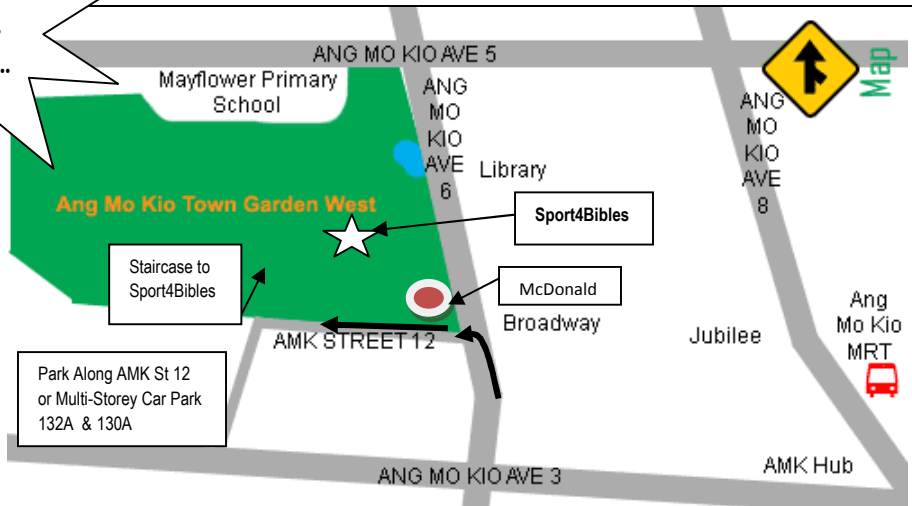 ..
ANG MO KIO AVE 5
Map
Mayflower Primary
School
ANG
MO
KIO
AVE
6
ANG
MO
KIO
AVE
8
Library
Ang Mo Kio Town Garden West
Sport4Bibles
Staircase to
Sport4Bibles
McDonald
Broadway
Ang
Mo Kio
MRT
Jubilee
AMK STREET 12
Park Along AMK St 12
or Multi-Storey Car Park
132A & 130A
AMK Hub
ANG MO KIO AVE 3